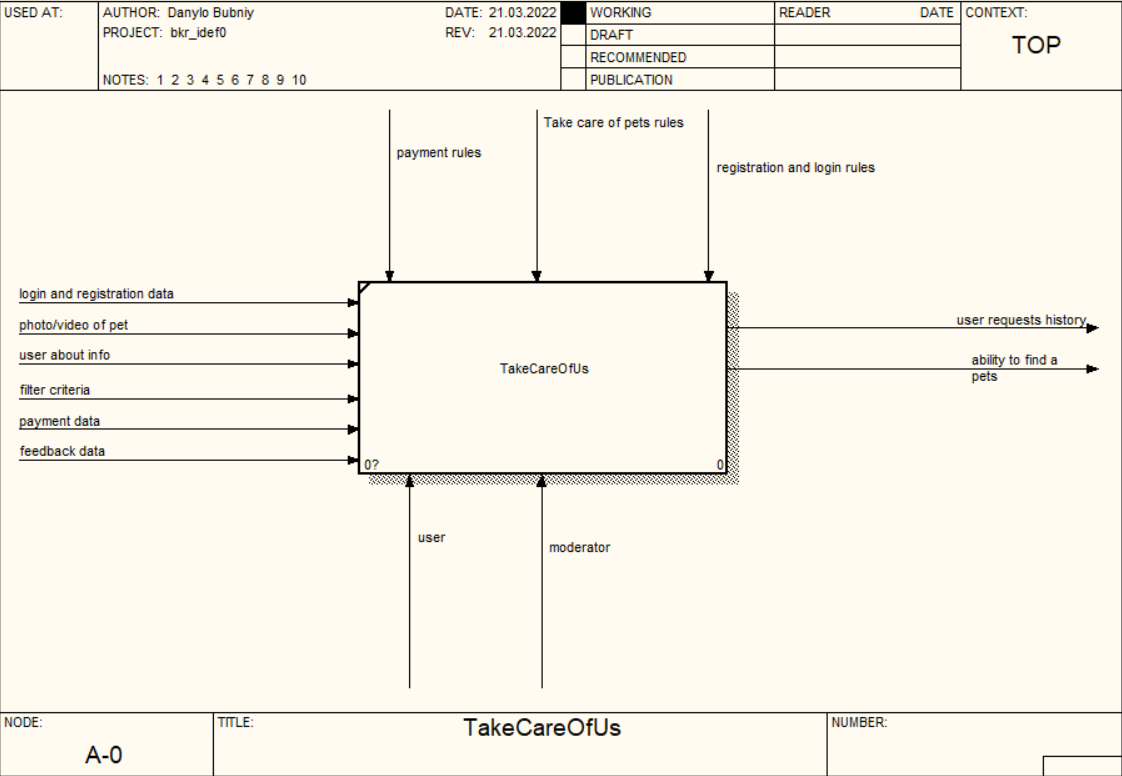 USED AT:
AUTHOR: Danylo Bubniy
DATE: 21.03.2022
WORKING
READER
DATE
CONTEXT:
PROJECT: bkr_idef0
REV: 21.03.2022
DRAFT
TOP
RECOMMENDED
NOTES: 1 2 3 4 5 6 7 8 9 10
PUBLICATION
Take care of pets rules
payment rules
registration and login rules
login and registration data
photo/video of pet
user about info
filter criteria
payment data
feedback data
TakeCareOfUs
0?
0
user requests history
ability to find a
pets
user
moderator
NODE:
A-0
TITLE:
TakeCareOfUs
NUMBER: